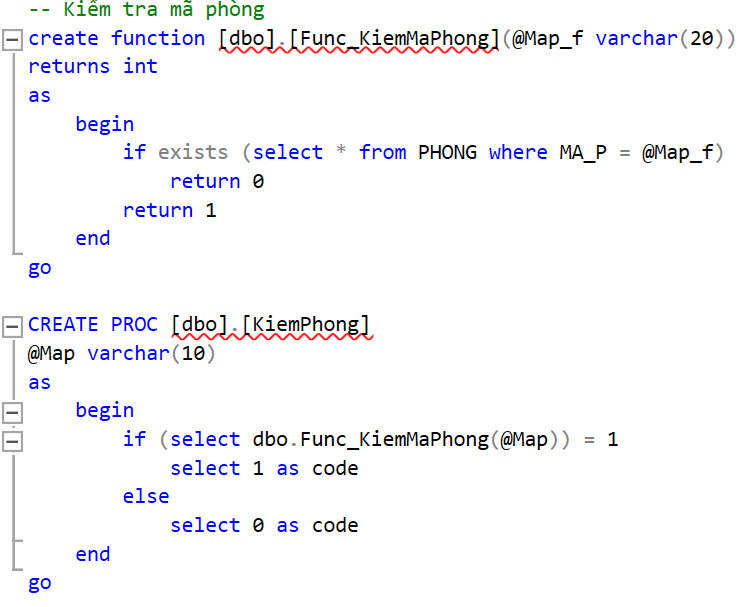 -- Kiểm tra mã phòng
create function [dbo].[Func_KiemMaPhong](@Map_f varchar(20))
returns int
as
begin
if exists (select * from PHONG where MA_P = @Map_f)
return 0
return 1
end
go
CREATE PROC [dbo].[KiemPhong]
@Map varchar(10)
as
begin
if (select dbo.Func_KiemMaPhong(@Map)) = 1
select 1 as code
else
select 0 as code
end
go